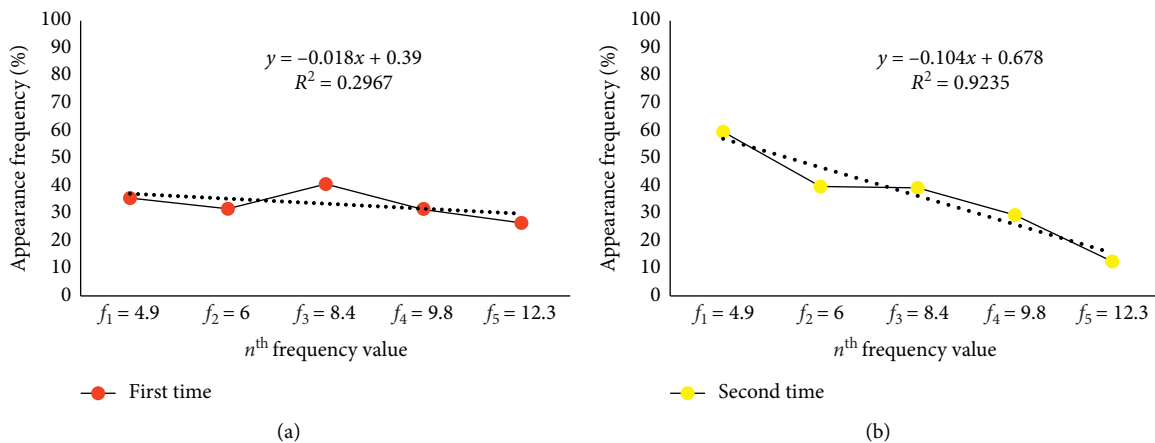 100
90
80
70
60
50
40
30
20
10
0
Appearance frequency (%)
y = –0.018x + 0.39
R² = 0.2967
f₁ = 4.9 f₂ = 6 f₃ = 8.4 f₄ = 9.8 f₅ = 12.3
nᵗʰ frequency value
First time
(a)
100
90
80
70
60
50
40
30
20
10
0
Appearance frequency (%)
y = –0.104x + 0.678
R² = 0.9235
f₁ = 4.9 f₂ = 6 f₃ = 8.4 f₄ = 9.8 f₅ = 12.3
nᵗʰ frequency value
Second time
(b)